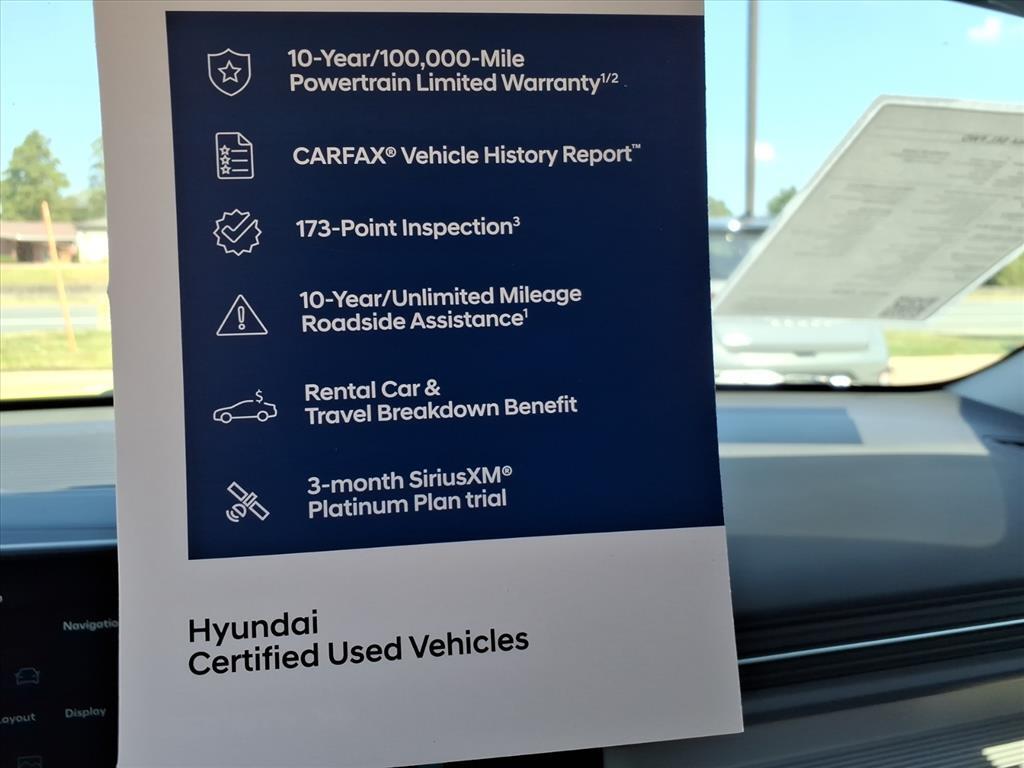 10-Year/100,000-Mile
Powertrain Limited Warranty1/2
CARFAX® Vehicle History Report™
173-Point Inspection3
10-Year/Unlimited Mileage
Roadside Assistance1
Rental Car &
Travel Breakdown Benefit
3-month SiriusXM®
Platinum Plan trial
Hyundai
Certified Used Vehicles
Navigatio
Layout Display